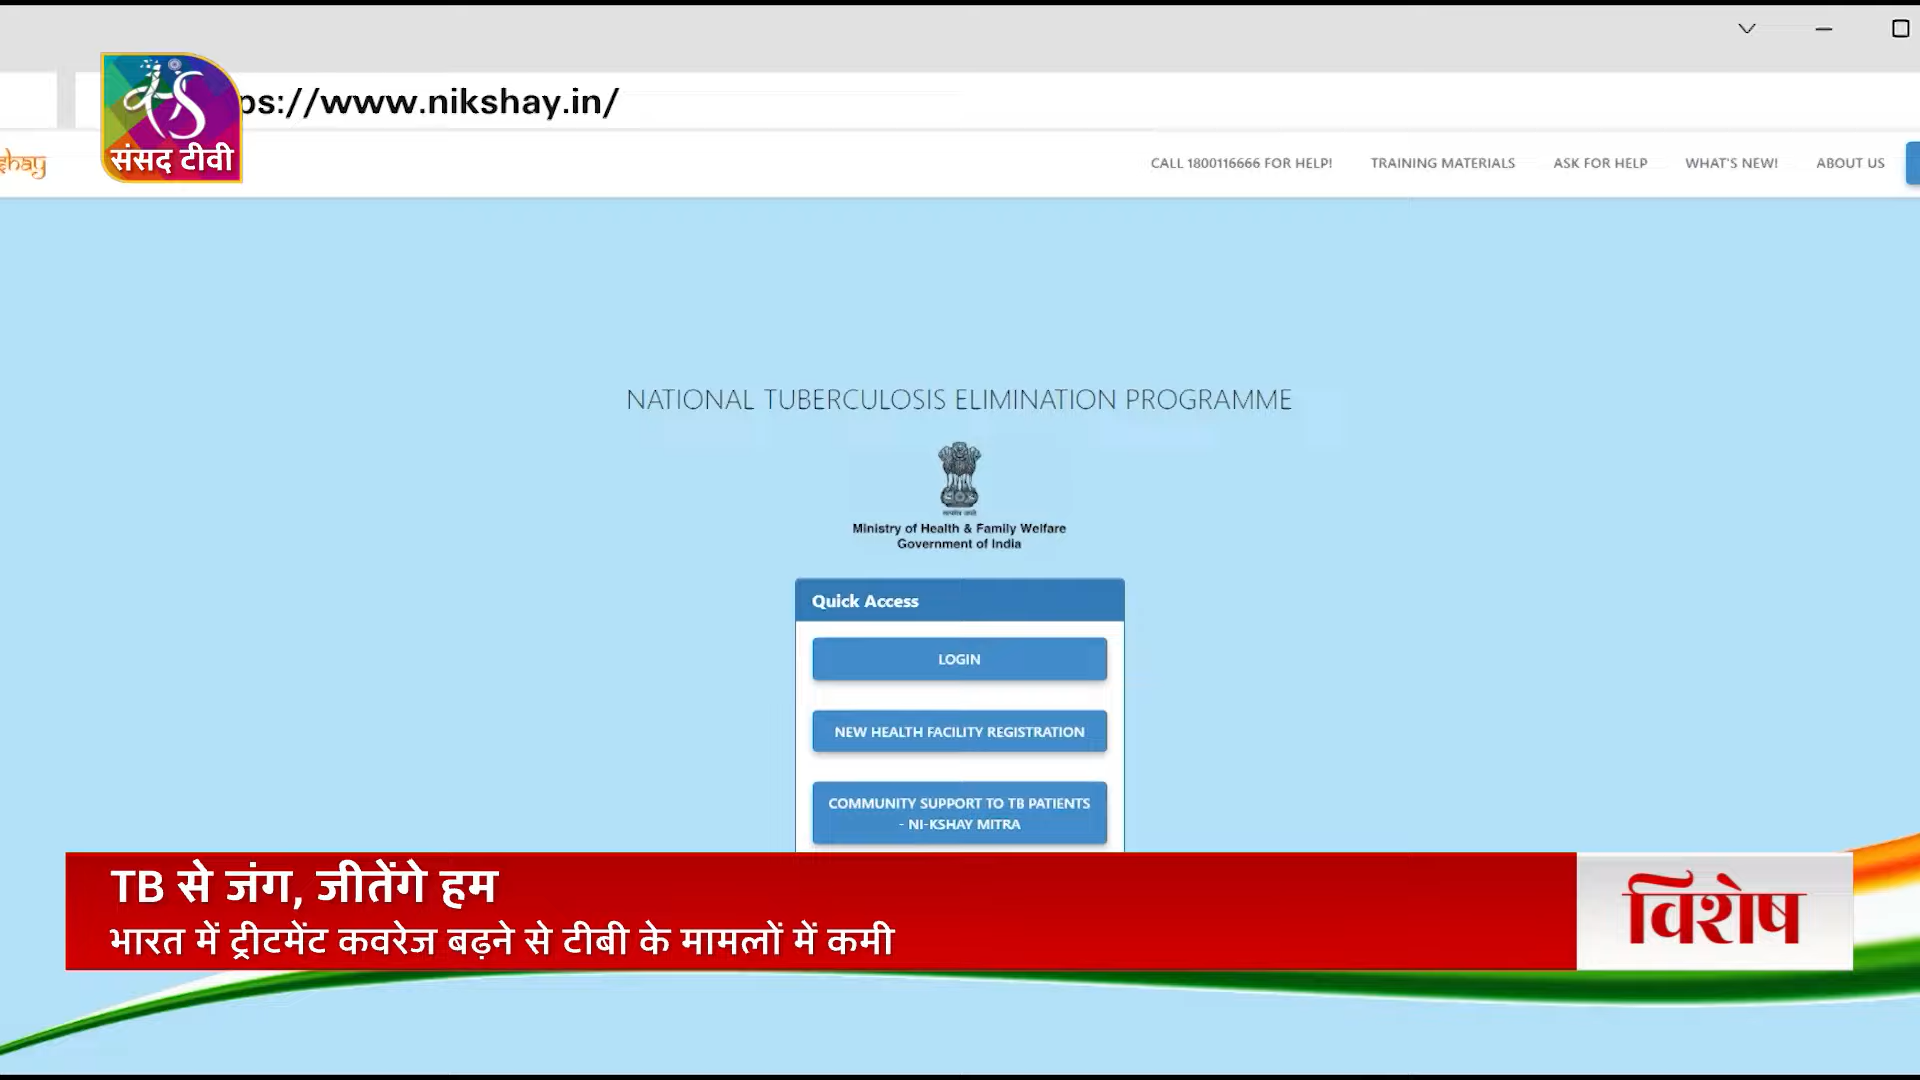 ps://www.nikshay.in/
संसद टीवी
shay
CALL 1800116666 FOR HELP!
TRAINING MATERIALS
ASK FOR HELP
WHAT'S NEW!
ABOUT US
NATIONAL TUBERCULOSIS ELIMINATION PROGRAMME
Ministry of Health & Family Welfare
Government of India
Quick Access
LOGIN
NEW HEALTH FACILITY REGISTRATION
COMMUNITY SUPPORT TO TB PATIENTS
- NI-KSHAY MITRA
TB से जंग, जीतेंगे हम
भारत में ट्रीटमेंट कवरेज बढ़ने से टीबी के मामलों में कमी
विशेष